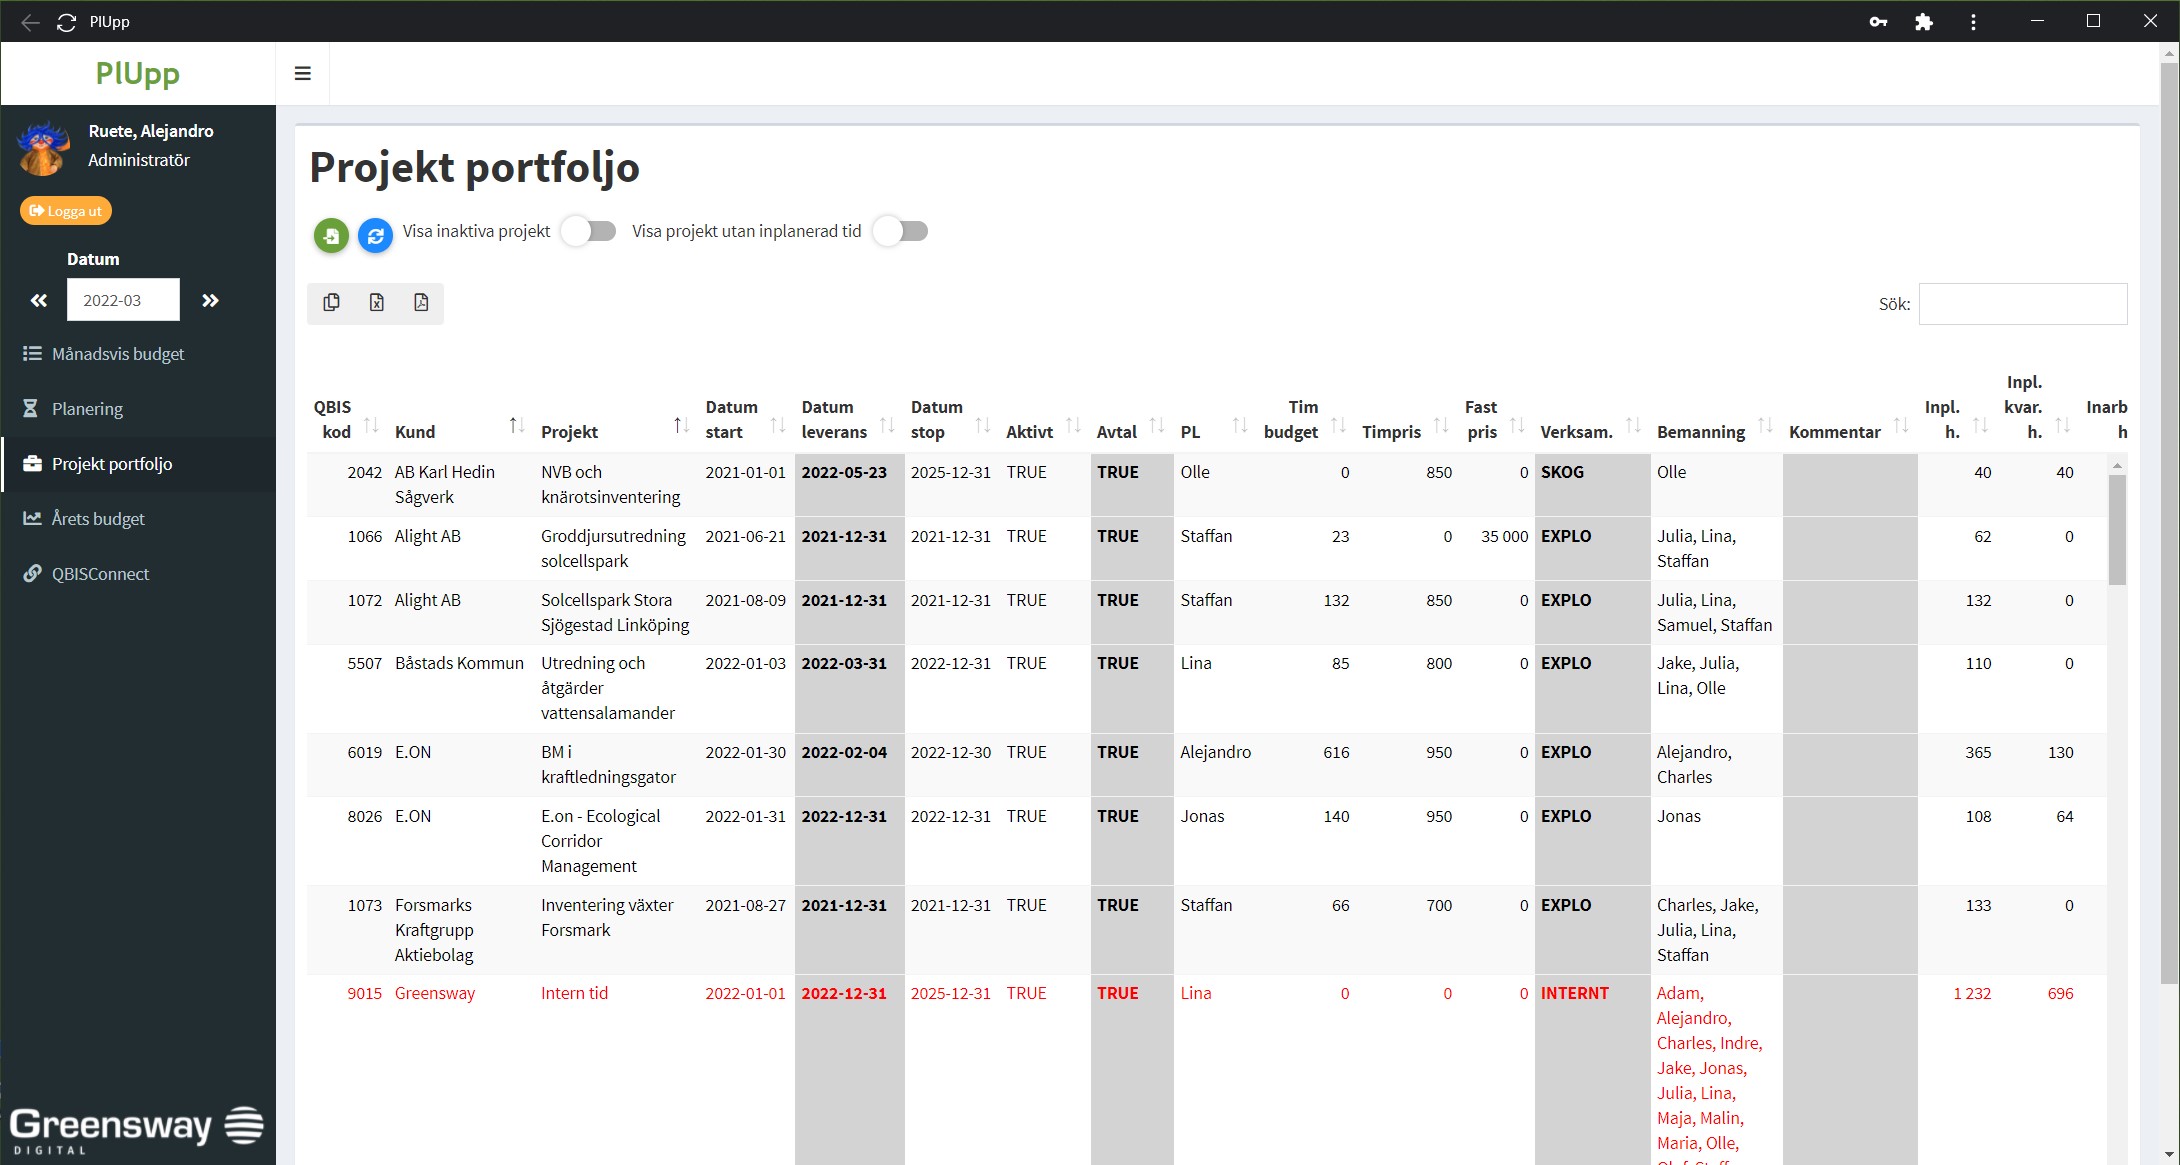 PlUpp
PlUpp
Ruete, Alejandro
Administratör
Logga ut
Datum
2022-03
Månadsvis budget
Planering
Projekt portfoljo
Årets budget
QBISConnect
Greensway
DIGITAL
Projekt portfoljo
Visa inaktiva projekt Visa projekt utan inplanerad tid
Sök:
QBIS kod Kund Projekt Datum start Datum leverans Datum stop Aktivt Avtal PL Tim budget Timpris Fast pris Verksam. Bemanning Kommentar Inpl. h. Inpl. kvar. h. Inarb h
2042 AB Karl Hedin NVB och 2021-01-01 2022-05-23 2025-12-31 TRUE TRUE Olle 0 850 0 SKOG Olle 40 40
Sågverk knärotsinventering
1066 Alight AB Groddjursutredning 2021-06-21 2021-12-31 2021-12-31 TRUE TRUE Staffan 23 0 35 000 EXPLO Julia, Lina, 62 0
solcellspark Staffan
1072 Alight AB Solcellspark Stora 2021-08-09 2021-12-31 2021-12-31 TRUE TRUE Staffan 132 850 0 EXPLO Julia, Lina, 132 0
Sjögestad Linköping Samuel, Staffan
5507 Båstads Kommun Utredning och 2022-01-03 2022-03-31 2022-12-31 TRUE TRUE Lina 85 800 0 EXPLO Jake, Julia, 110 0
åtgärder Lina, Olle
vattensalamander
6019 E.ON BM i 2022-01-30 2022-02-04 2022-12-30 TRUE TRUE Alejandro 616 950 0 EXPLO Alejandro, 365 130
kraftledningsgator Charles
8026 E.ON E.on - Ecological 2022-01-31 2022-12-31 2022-12-31 TRUE TRUE Jonas 140 950 0 EXPLO Jonas 108 64
Corridor
Management
1073 Forsmarks Inventering växter 2021-08-27 2021-12-31 2021-12-31 TRUE TRUE Staffan 66 700 0 EXPLO Charles, Jake, 133 0
Kraftgrupp Forsmark Julia, Lina,
Aktiebolag Staffan
9015 Greensway Intern tid 2022-01-01 2022-12-31 2025-12-31 TRUE TRUE Lina 0 0 0 INTERNT Adam, 1 232 696
Alejandro,
Charles, Indre,
Jake, Jonas,
Julia, Lina,
Maja, Malin,
Maria, Olle,